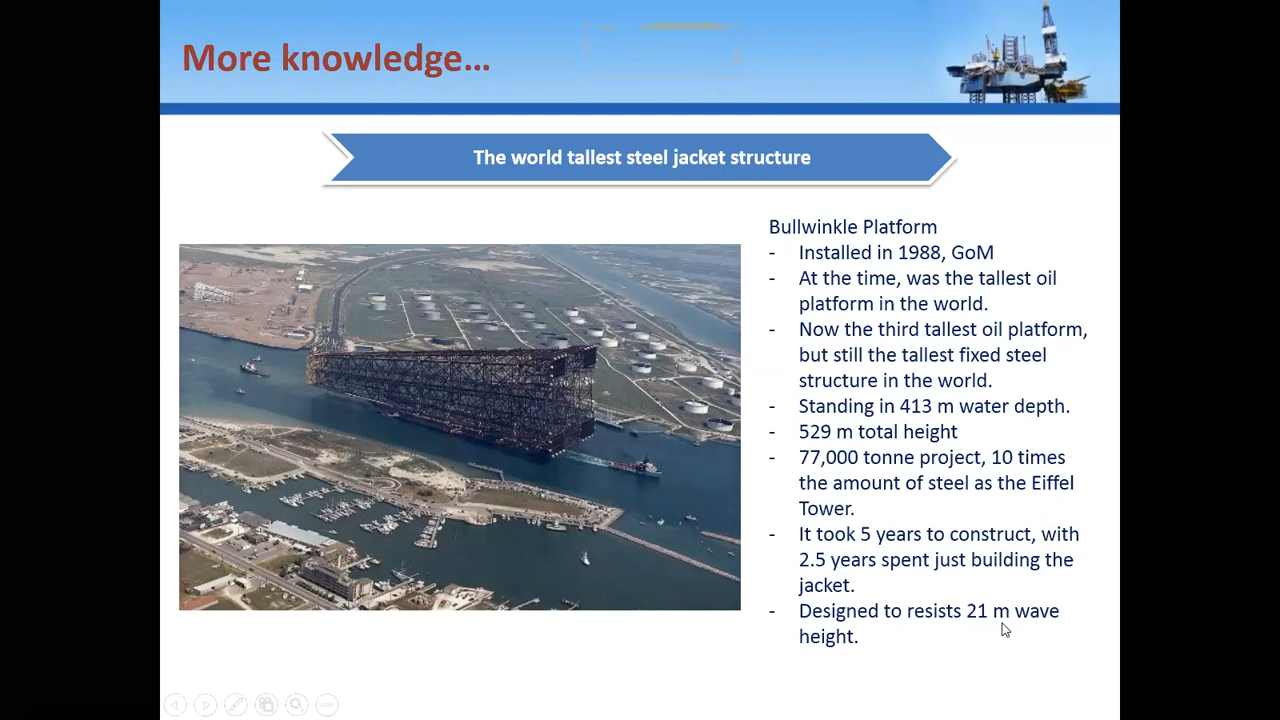 More knowledge...
The world tallest steel jacket structure
Bullwinkle Platform
- Installed in 1988, GoM
- At the time, was the tallest oil
platform in the world.
- Now the third tallest oil platform,
but still the tallest fixed steel
structure in the world.
- Standing in 413 m water depth.
- 529 m total height
- 77,000 tonne project, 10 times
the amount of steel as the Eiffel
Tower.
- It took 5 years to construct, with
2.5 years spent just building the
jacket.
- Designed to resists 21 m wave
height.